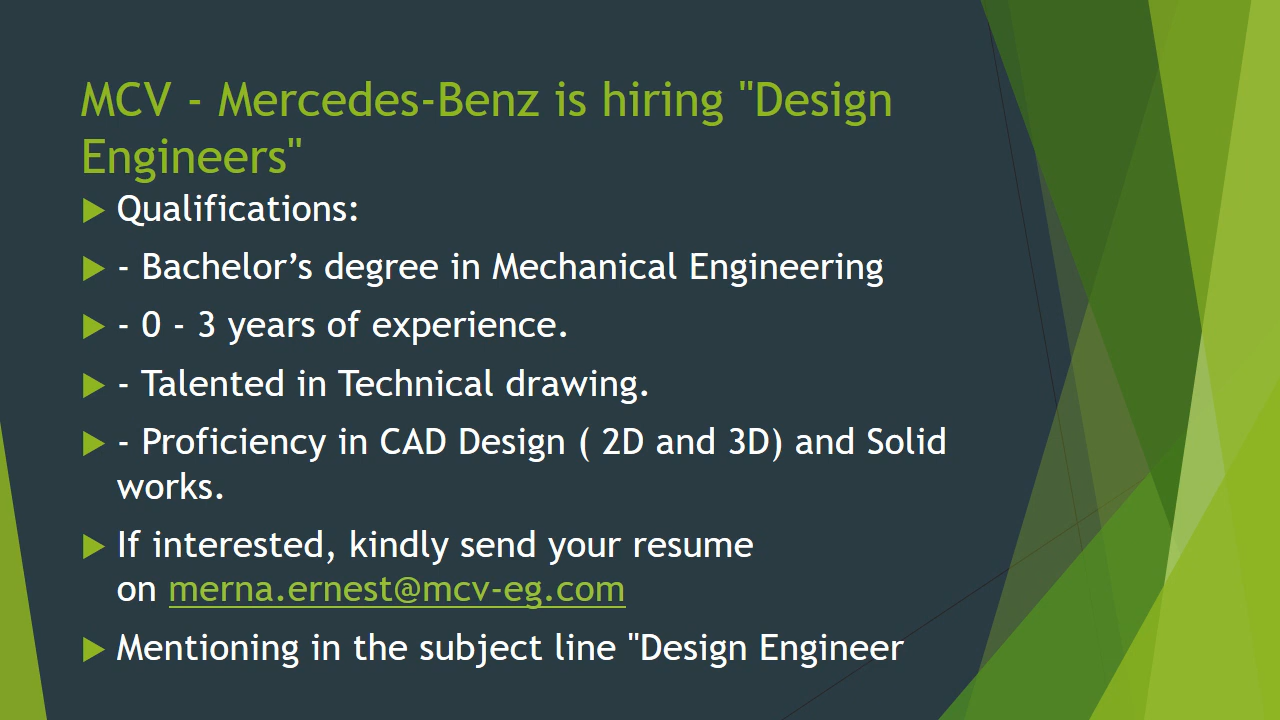 MCV - Mercedes-Benz is hiring "Design
Engineers"
Qualifications:
- Bachelor’s degree in Mechanical Engineering
- 0 - 3 years of experience.
- Talented in Technical drawing.
- Proficiency in CAD Design ( 2D and 3D) and Solid
works.
If interested, kindly send your resume
on merna.ernest@mcv-eg.com
Mentioning in the subject line "Design Engineer